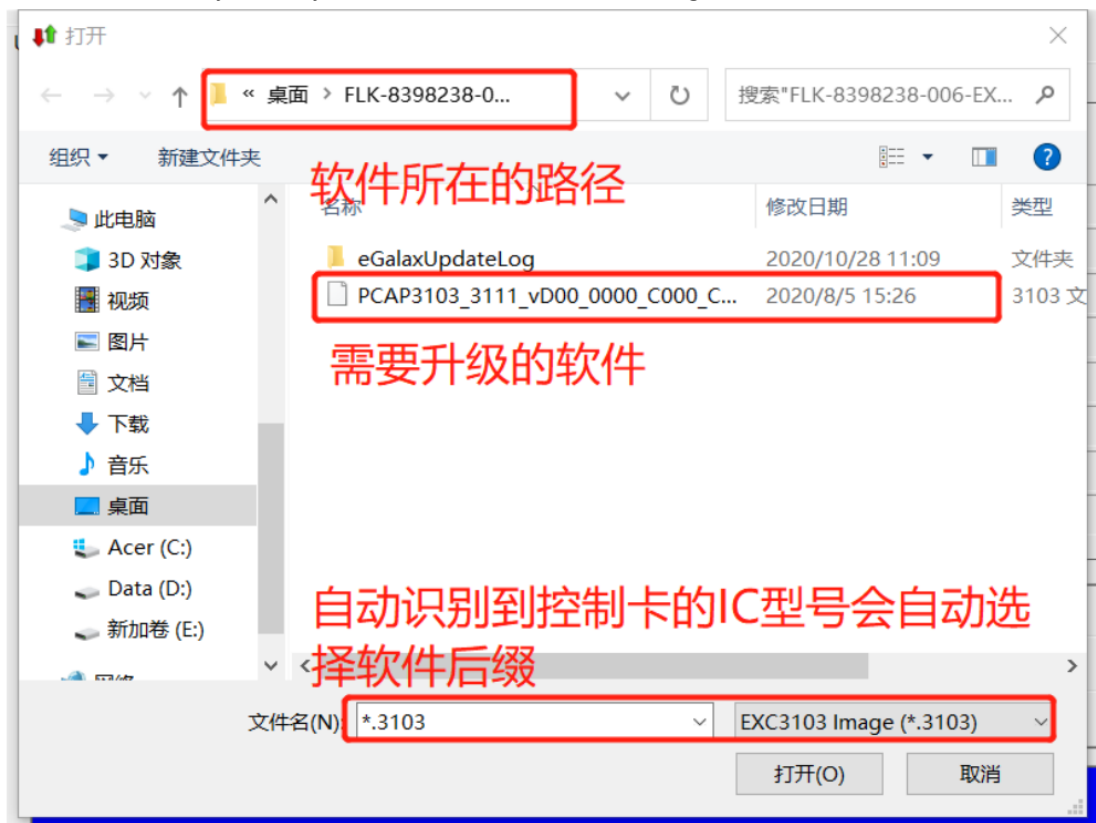 打开
« 桌面 > FLK-8398238-0...
搜索"FLK-8398238-006-EX...
组织 新建文件夹
软件所在的路径
名称 修改日期 类型
此电脑
3D 对象
视频
图片
文档
下载
音乐
桌面
Acer (C:)
Data (D:)
新加卷 (E:)
网络
eGalaxUpdateLog 2020/10/28 11:09 文件夹
PCAP3103_3111_vD00_0000_C000_C... 2020/8/5 15:26 3103 文
需要升级的软件
自动识别到控制卡的IC型号会自动选
择软件后缀
文件名(N): *.3103 EXC3103 Image (*.3103)
打开(O) 取消